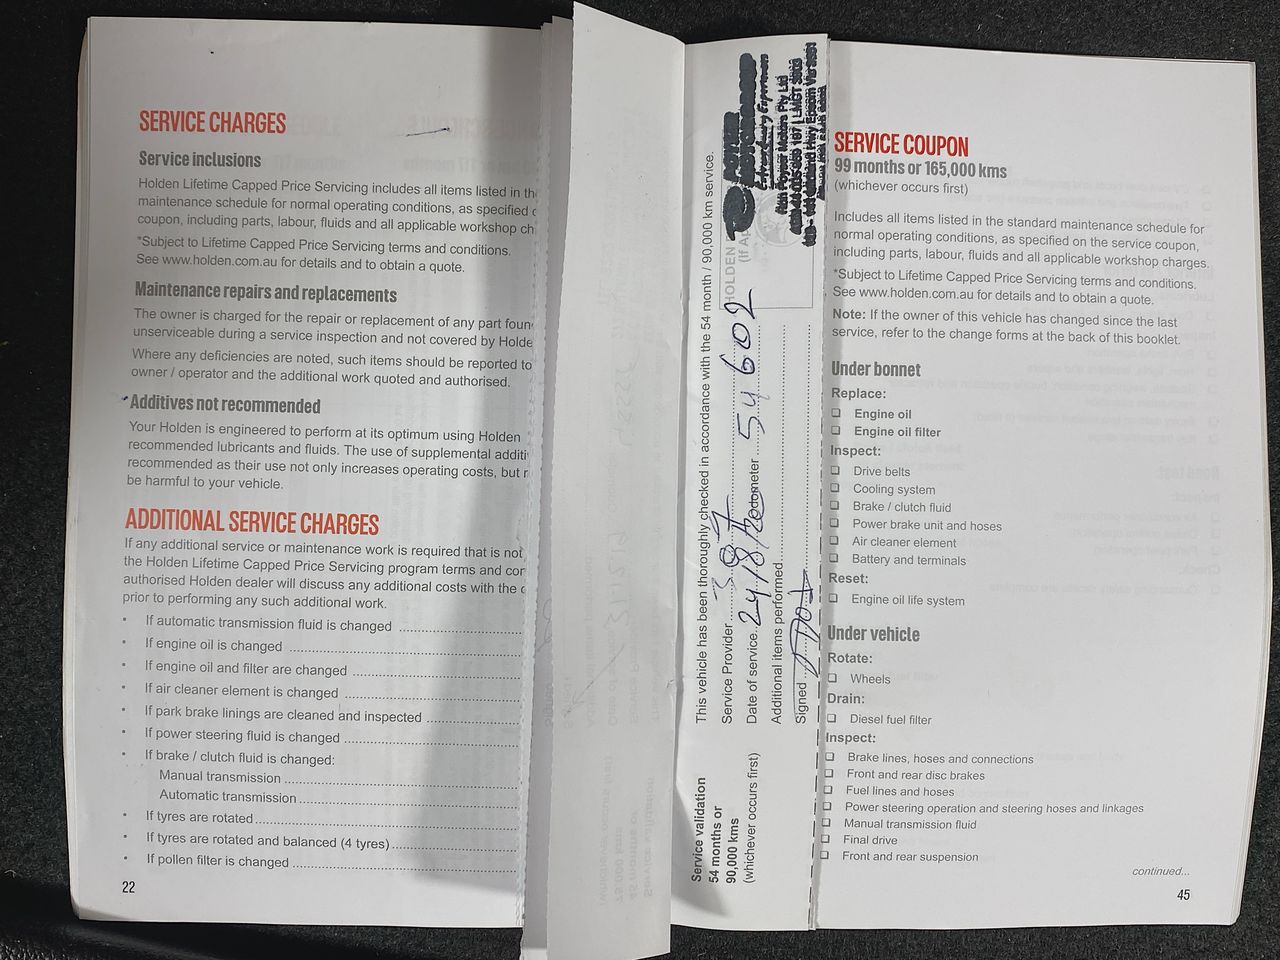 SERVICE CHARGES
Service inclusions
Holden Lifetime Capped Price Servicing includes all items listed in th
maintenance schedule for normal operating conditions, as specified
coupon, including parts, labour, fluids and all applicable workshop ch
*Subject to Lifetime Capped Price Servicing terms and conditions.
See www.holden.com.au for details and to obtain a quote.
Maintenance repairs and replacements
The owner is charged for the repair or replacement of any part foun
unserviceable during a service inspection and not covered by Holde
Where any deficiencies are noted, such items should be reported to
owner / operator and the additional work quoted and authorised.
Additives not recommended
Your Holden is engineered to perform at its optimum using Holden
recommended lubricants and fluids. The use of supplemental additi
recommended as their use not only increases operating costs, but
be harmful to your vehicle.
ADDITIONAL SERVICE CHARGES
If any additional service or maintenance work is required that is not
the Holden Lifetime Capped Price Servicing program terms and con
authorised Holden dealer will discuss any additional costs with the
prior to performing any such additional work.
• If automatic transmission fluid is changed
• If engine oil is changed
• If engine oil and filter are changed
• If air cleaner element is changed
• If park brake linings are cleaned and inspected
• If power steering fluid is changed
• If brake / clutch fluid is changed:
Manual transmission
Automatic transmission
• If tyres are rotated
• If tyres are rotated and balanced (4 tyres)
• If pollen filter is changed
22
Service validation
54 months or
90,000 kms
(whichever occurs first)
This vehicle has been thoroughly checked in accordance with the 54 month / 90,000 km service.
Service Provider
Date of service 24/8/20 Odometer 54602
Additional items performed
Signed
HOLDEN
(If Ap
SERVICE COUPON
99 months or 165,000 kms
(whichever occurs first)
Includes all items listed in the standard maintenance schedule for
normal operating conditions, as specified on the service coupon,
including parts, labour, fluids and all applicable workshop charges.
*Subject to Lifetime Capped Price Servicing terms and conditions.
See www.holden.com.au for details and to obtain a quote.
Note: If the owner of this vehicle has changed since the last
service, refer to the change forms at the back of this booklet.
Under bonnet
Replace:
Engine oil
Engine oil filter
Inspect:
Drive belts
Cooling system
Brake / clutch fluid
Power brake unit and hoses
Air cleaner element
Battery and terminals
Reset:
Engine oil life system
Under vehicle
Rotate:
Wheels
Drain:
Diesel fuel filter
Inspect:
Brake lines, hoses and connections
Front and rear disc brakes
Fuel lines and hoses
Power steering operation and steering hoses and linkages
Manual transmission fluid
Final drive
Front and rear suspension
continued...
45